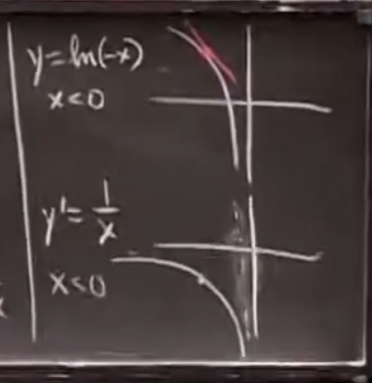 y=ln(-x)
x<0
y'=1/x
x<0